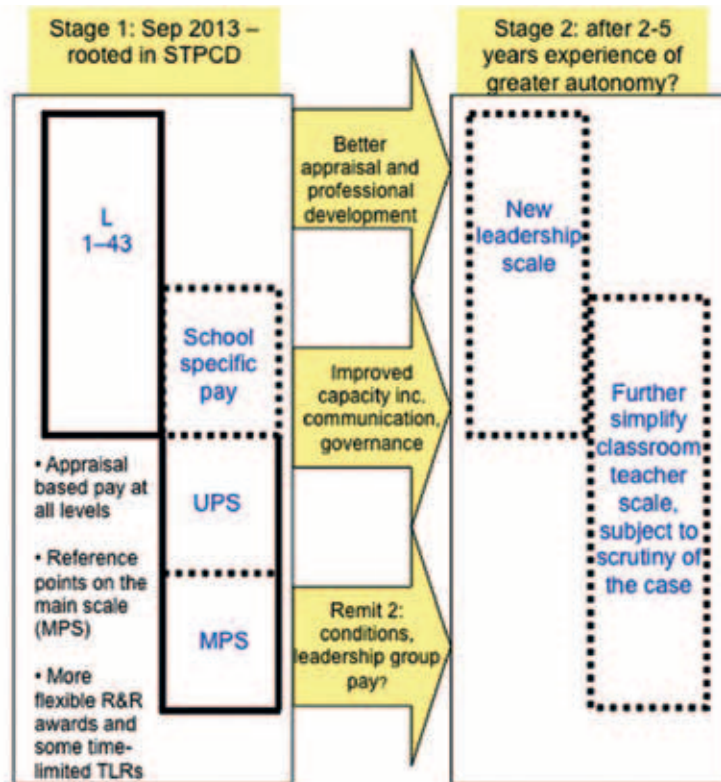 Stage 1: Sep 2013 –
rooted in STPCD
L
1–43
School
specific
pay
UPS
MPS
• Appraisal
based pay at
all levels
• Reference
points on the
main scale
(MPS)
• More
flexible R&R
awards and
some time-
limited TLRs
Better
appraisal and
professional
development
Improved
capacity inc.
communication,
governance
Remit 2:
conditions,
leadership group
pay?
Stage 2: after 2-5
years experience of
greater autonomy?
New
leadership
scale
Further
simplify
classroom
teacher
scale,
subject to
scrutiny of
the case